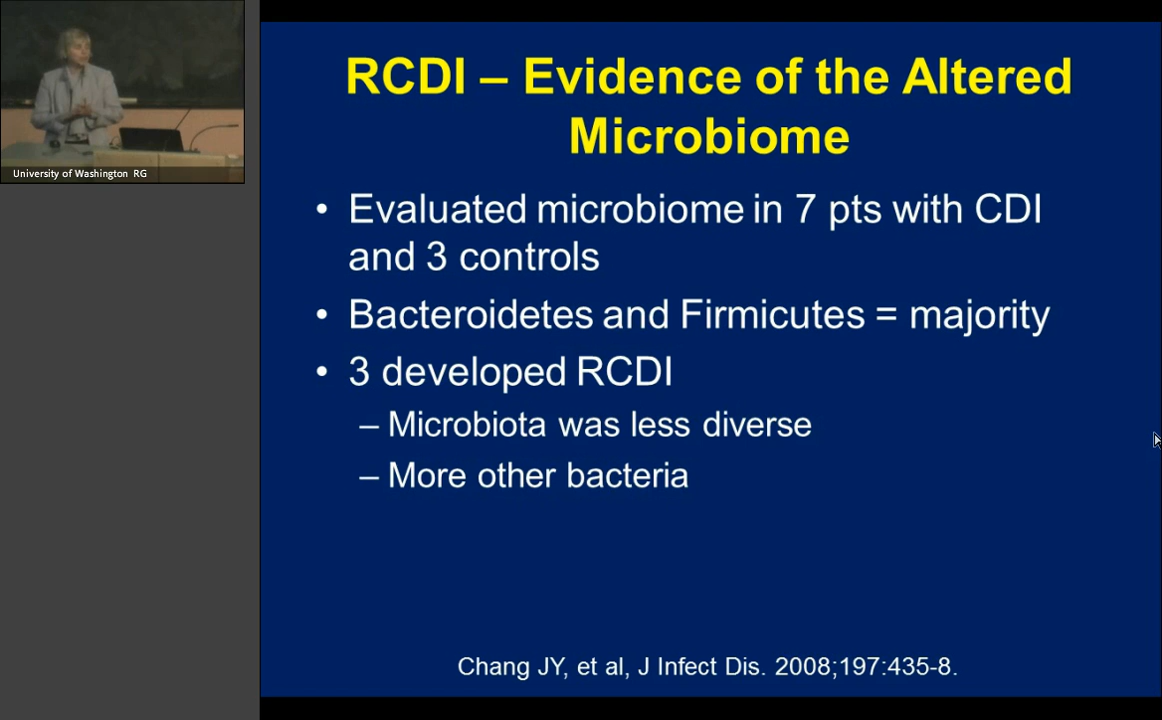 RCDI – Evidence of the Altered
Microbiome
• Evaluated microbiome in 7 pts with CDI
and 3 controls
• Bacteroidetes and Firmicutes = majority
• 3 developed RCDI
– Microbiota was less diverse
– More other bacteria
Chang JY, et al, J Infect Dis. 2008;197:435-8.
University of Washington RG